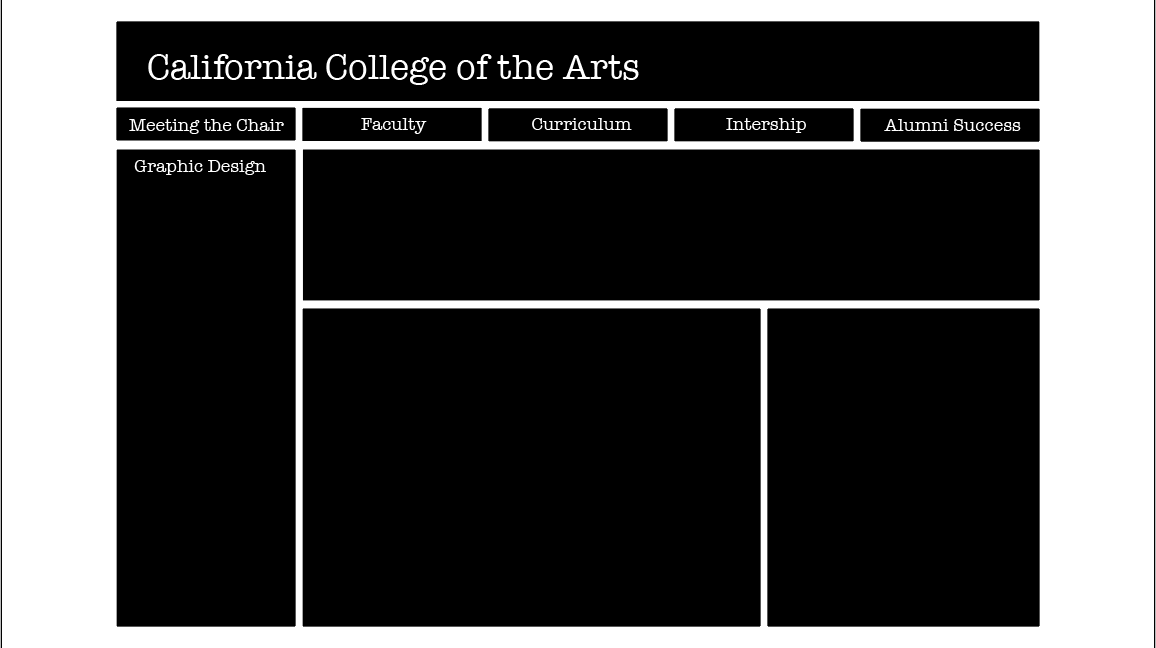 California College of the Arts
Meeting the Chair
Faculty
Curriculum
Intership
Alumni Success
Graphic Design